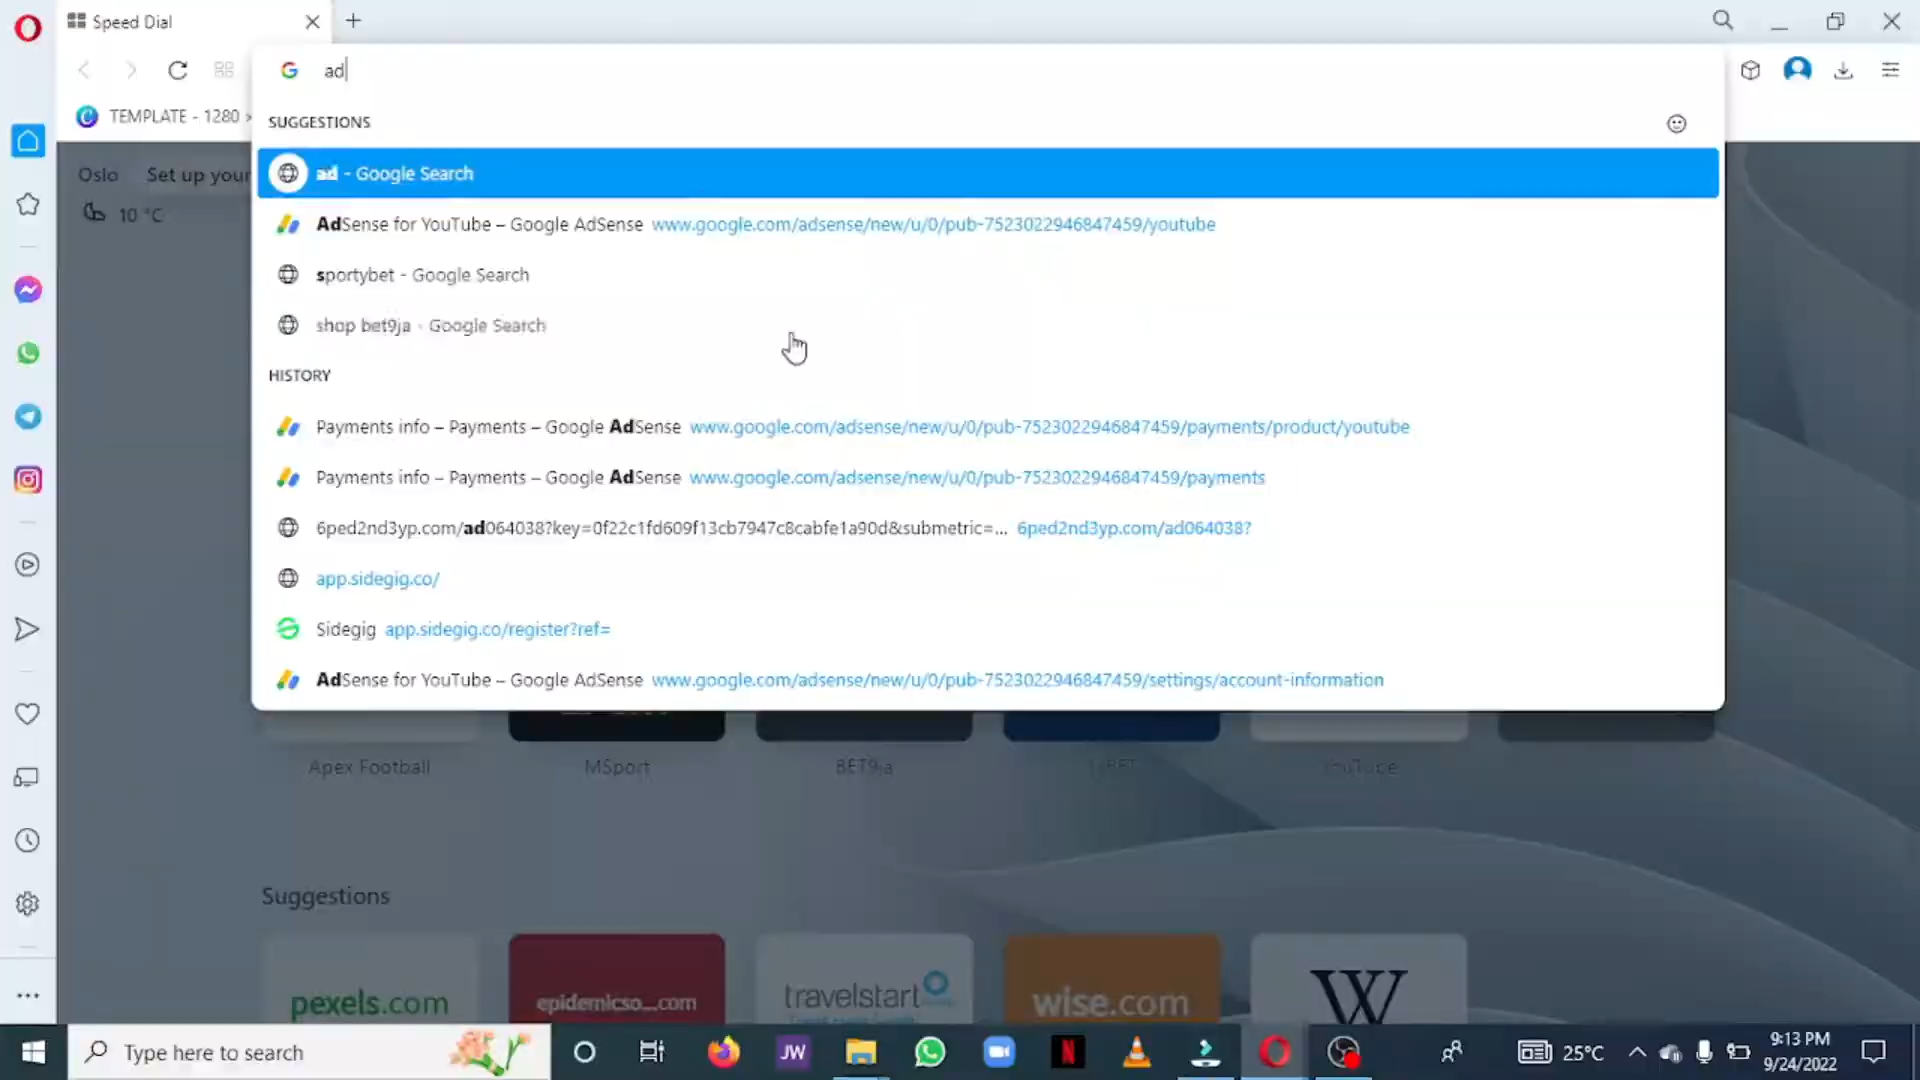 Speed Dial
ad
TEMPLATE - 1280 ×
SUGGESTIONS
ad - Google Search
AdSense for YouTube – Google AdSense www.google.com/adsense/new/u/0/pub-7523022946847459/youtube
sportybet - Google Search
shop bet9ja - Google Search
HISTORY
Payments info – Payments – Google AdSense www.google.com/adsense/new/u/0/pub-7523022946847459/payments/product/youtube
Payments info – Payments – Google AdSense www.google.com/adsense/new/u/0/pub-7523022946847459/payments
6ped2nd3yp.com/ad064038?key=0f22c1fd609f13cb7947c8cabfe1a90d&submetric=... 6ped2nd3yp.com/ad064038?
app.sidegig.co/
Sidegig app.sidegig.co/register?ref=
AdSense for YouTube – Google AdSense www.google.com/adsense/new/u/0/pub-7523022946847459/settings/account-information
Oslo Set up your
10 °C
Apex Football MSport BET9ja YouTube
Suggestions
pexels.com epidemicso...com travelstart wise.com W
Type here to search
JW
N
25°C
9:13 PM
9/24/2022